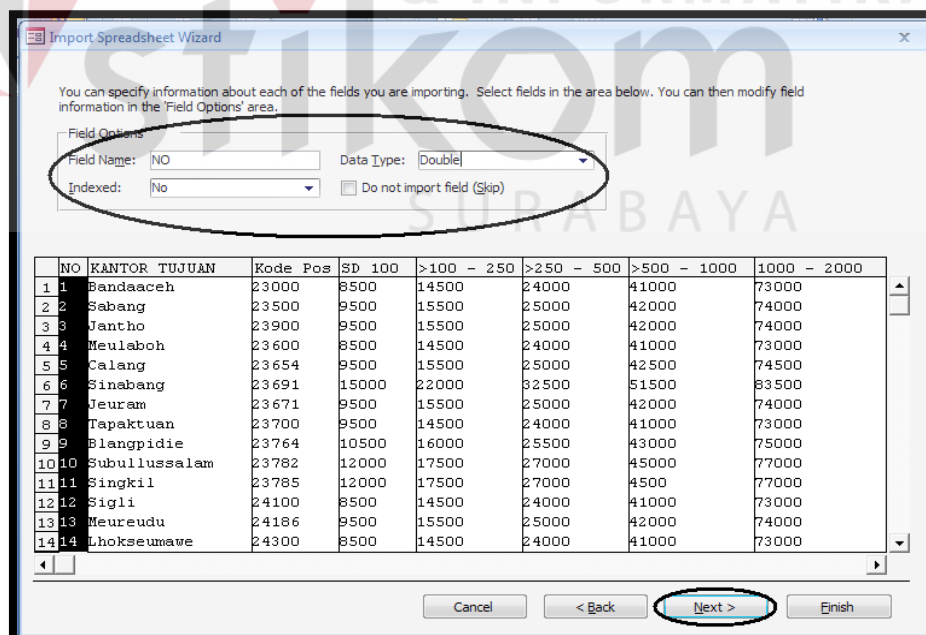 Import Spreadsheet Wizard
x
You can specify information about each of the fields you are importing. Select fields in the area below. You can then modify field
information in the 'Field Options' area.
Field Options
Field Name: NO Data Type: Double
Indexed: No Do not import field (Skip)
stikom
SURABAYA
NO KANTOR TUJUAN Kode Pos SD 100 >100 - 250 >250 - 500 >500 - 1000 1000 - 2000
1 1 Bandaaceh 23000 8500 14500 24000 41000 73000
2 2 Sabang 23500 9500 15500 25000 42000 74000
3 3 Jantho 23900 9500 15500 25000 42000 74000
4 4 Meulaboh 23600 8500 14500 24000 41000 73000
5 5 Calang 23654 9500 15500 25000 42500 74500
6 6 Sinabang 23691 15000 22000 32500 51500 83500
7 7 Jeuram 23671 9500 15500 25000 42000 74000
8 8 Tapaktuan 23700 9500 14500 24000 41000 73000
9 9 Blangpidie 23764 10500 16000 25500 43000 75000
10 10 Subullussalam 23782 12000 17500 27000 45000 77000
11 11 Singkil 23785 12000 17500 27000 4500 77000
12 12 Sigli 24100 8500 14500 24000 41000 73000
13 13 Meureudu 24186 9500 15500 25000 42000 74000
14 14 Lhokseumawe 24300 8500 14500 24000 41000 73000
Cancel < Back Next > Finish